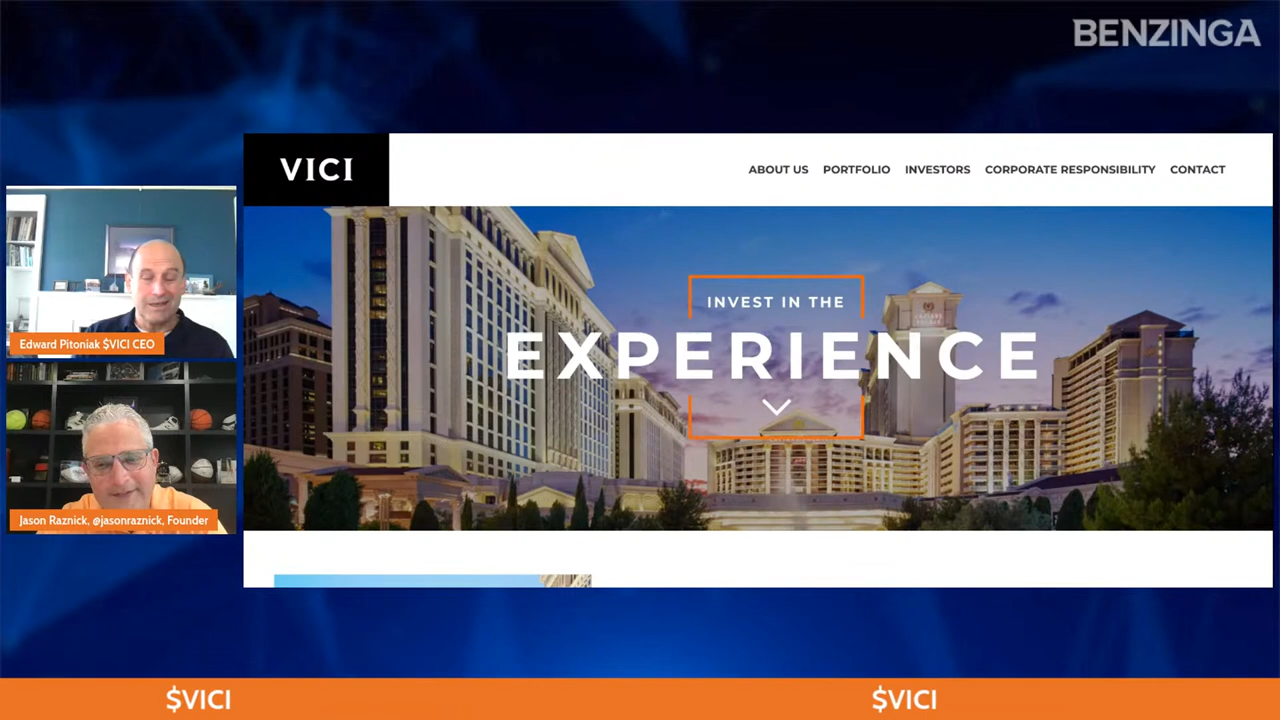 BENZINGA
VICI
ABOUT US PORTFOLIO INVESTORS CORPORATE RESPONSIBILITY CONTACT
INVEST IN THE
EXPERIENCE
Edward Pitoniak $VICI CEO
Jason Raznick, @jasonraznick, Founder
$VICI $VICI